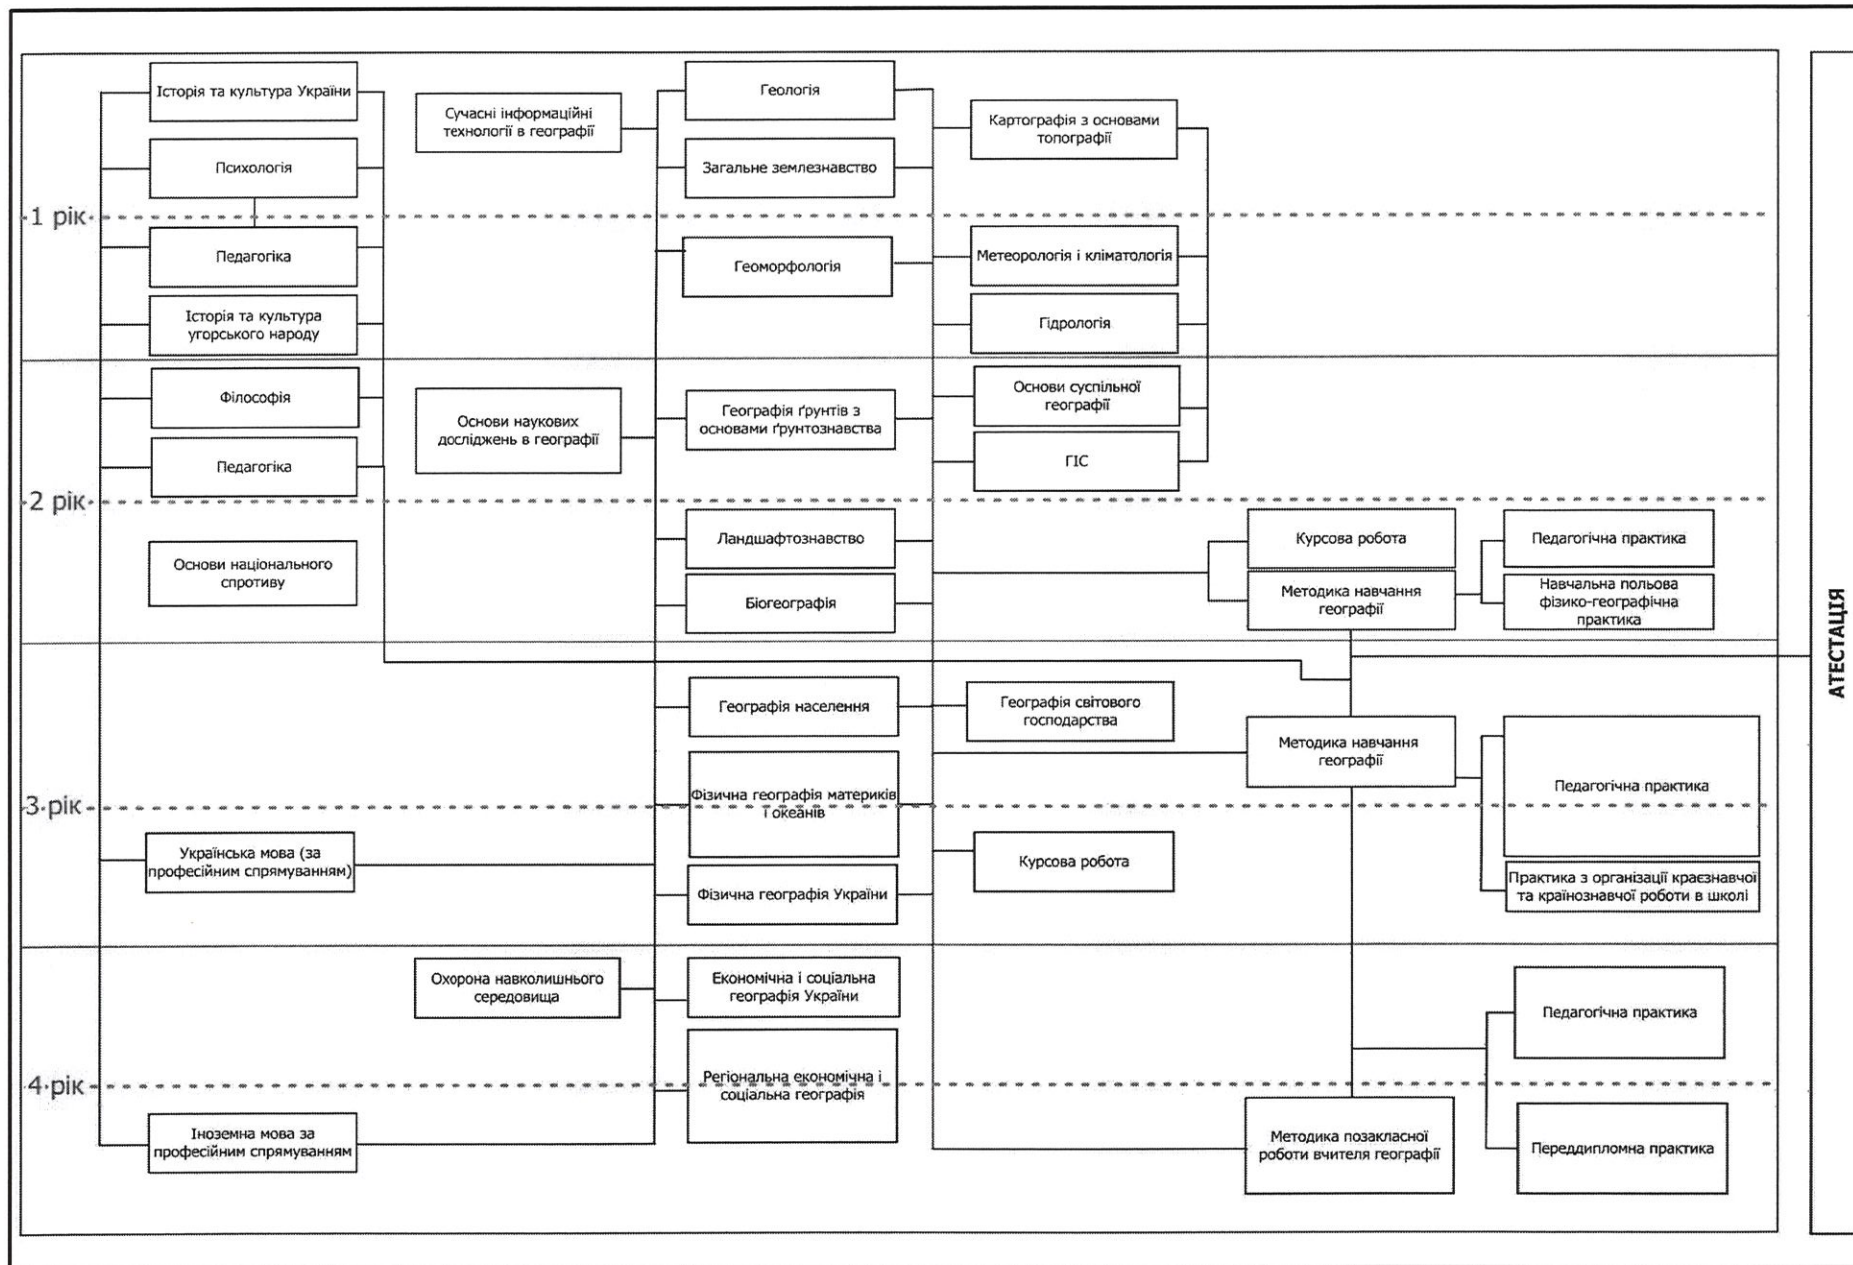 Історія та культура України
Психологія
1 рік
Педагогіка
Історія та культура
угорського народу
Сучасні інформаційні
технології в географії
Геологія
Загальне землезнавство
Геоморфологія
Картографія з основами
топографії
Метеорологія і кліматологія
Гідрологія
Філософія
Педагогіка
2 рік
Основи національного
спротиву
Основи наукових
досліджень в географії
Географія ґрунтів з
основами ґрунтознавства
Ландшафтознавство
Біогеографія
Основи суспільної
географії
ГІС
Курсова робота
Методика навчання
географії
Педагогічна практика
Навчальна польова
фізико-географічна
практика
3 рік
Українська мова (за
професійним спрямуванням)
Географія населення
Фізична географія материків
і океанів
Фізична географія України
Географія світового
господарства
Курсова робота
Методика навчання
географії
Педагогічна практика
Практика з організації краєзнавчої
та країнознавчої роботи в школі
4 рік
Іноземна мова за
професійним спрямуванням
Охорона навколишнього
середовища
Економічна і соціальна
географія України
Регіональна економічна і
соціальна географія
Методика позакласної
роботи вчителя географії
Педагогічна практика
Переддипломна практика
АТЕСТАЦІЯ